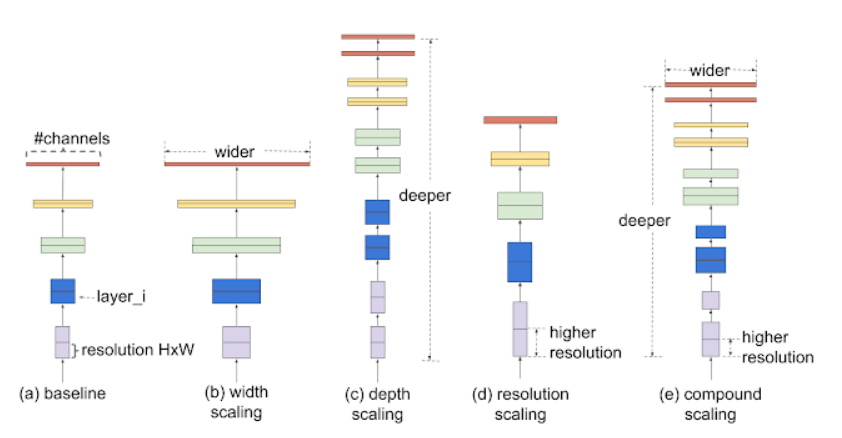 #channels
layer_i
resolution HxW
(a) baseline
wider
(b) width
scaling
deeper
(c) depth
scaling
higher
resolution
(d) resolution
scaling
wider
deeper
higher
resolution
(e) compound
scaling